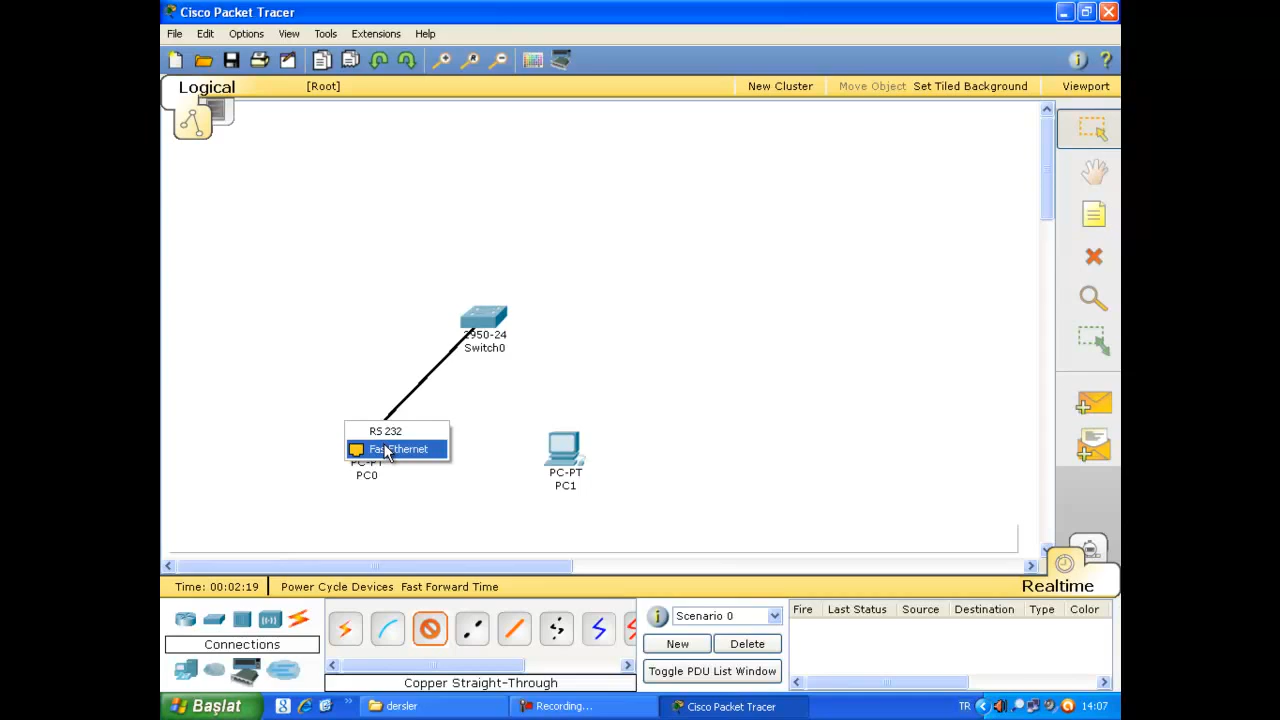 Cisco Packet Tracer
File Edit Options View Tools Extensions Help
Logical [Root] New Cluster Move Object Set Tiled Background Viewport
2950-24
Switch0
RS 232
FastEthernet
PC-PT
PC0
PC-PT
PC1
Time: 00:02:19 Power Cycle Devices Fast Forward Time
Realtime
Scenario 0
Fire Last Status Source Destination Type Color
Connections
New Delete
Toggle PDU List Window
Copper Straight-Through
Başlat dersler Recording... Cisco Packet Tracer TR 14:07